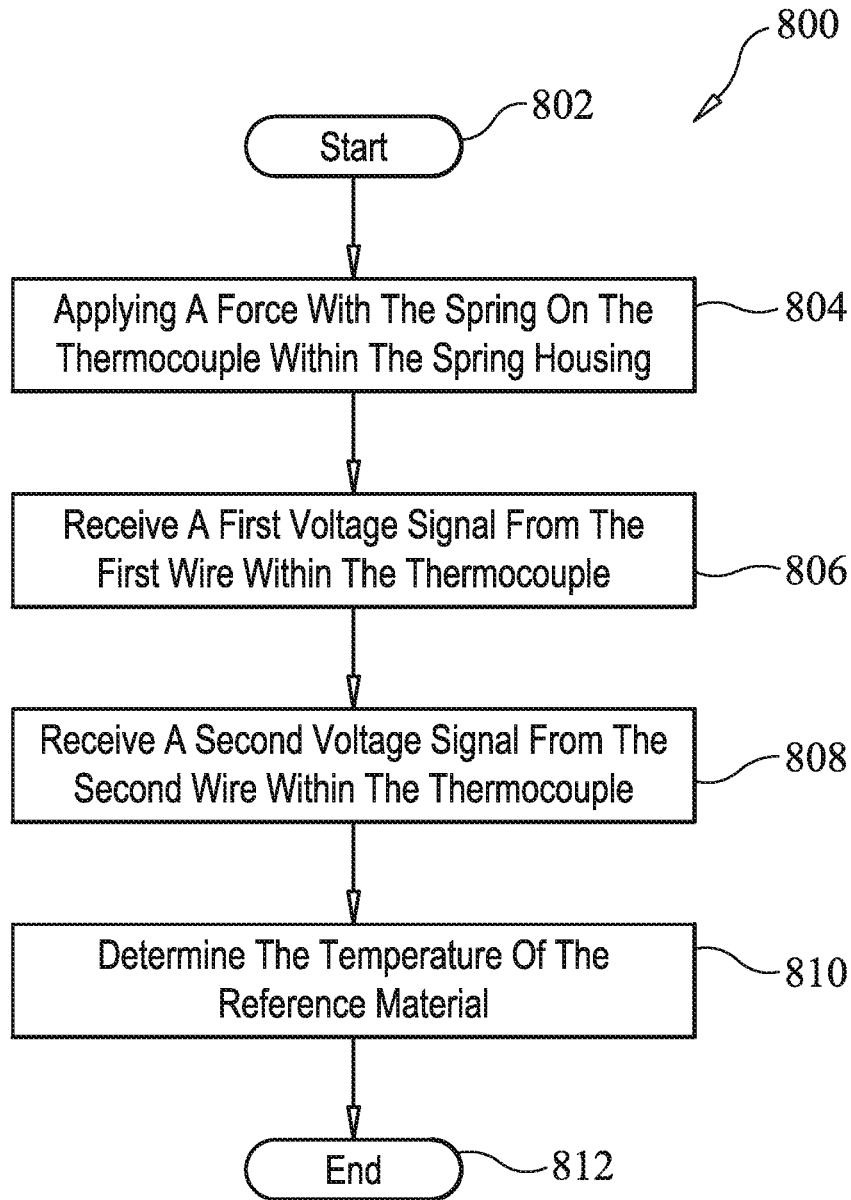 800
802
Start
Applying A Force With The Spring On The
Thermocouple Within The Spring Housing
804
Receive A First Voltage Signal From The
First Wire Within The Thermocouple
806
Receive A Second Voltage Signal From The
Second Wire Within The Thermocouple
808
Determine The Temperature Of The
Reference Material
810
End
812